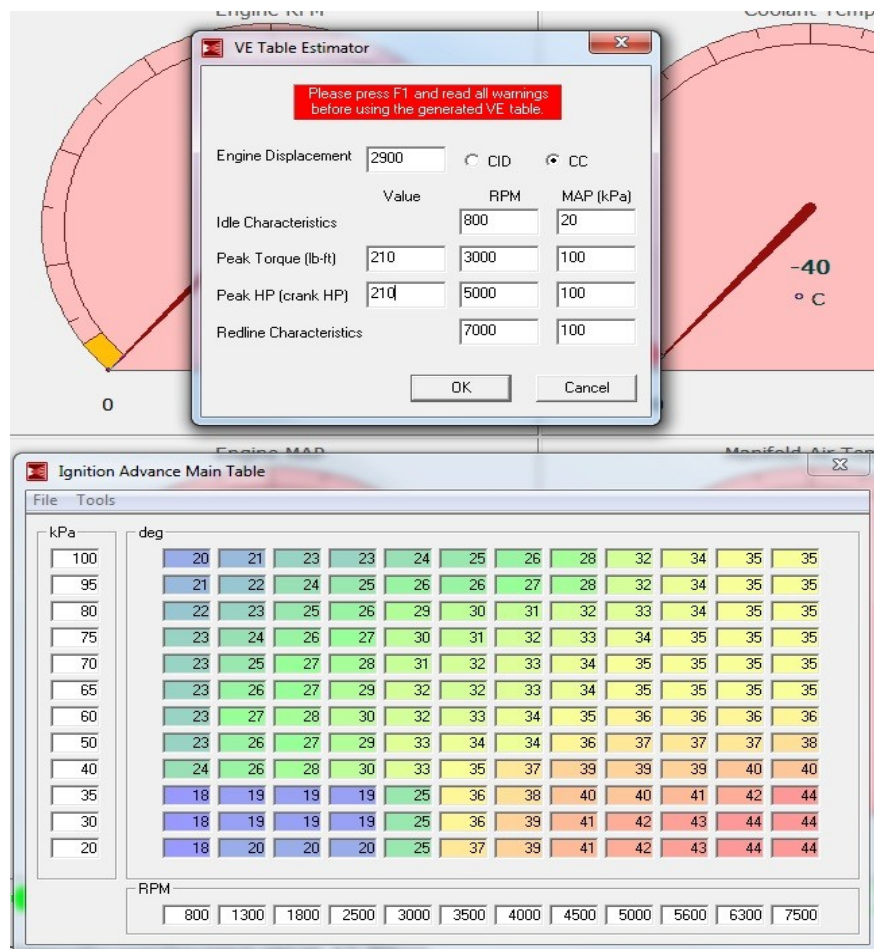 Engine RPM
Coolant Temp
VE Table Estimator
Please press F1 and read all warnings
before using the generated VE table.
Engine Displacement 2900 CID CC
Value RPM MAP (kPa)
Idle Characteristics 800 20
Peak Torque (lb-ft) 210 3000 100
Peak HP (crank HP) 210 5000 100
Redline Characteristics 7000 100
OK Cancel
-40
° C
0
Engine MAP
Manifold Air Tem
Ignition Advance Main Table
File Tools
kPa deg
100 20 21 23 23 24 25 26 28 32 34 35 35
95 21 22 24 25 26 26 27 28 32 34 35 35
80 22 23 25 26 29 30 31 32 33 34 35 35
75 23 24 26 27 30 31 32 33 34 35 35 35
70 23 25 27 28 31 32 33 34 35 35 35 35
65 23 26 27 29 32 32 33 34 35 35 35 35
60 23 27 28 30 32 33 34 35 36 36 36 36
50 23 26 27 29 33 34 34 36 37 37 37 38
40 24 26 28 30 33 35 37 39 39 39 40 40
35 18 19 19 19 25 36 38 40 40 41 42 44
30 18 19 19 19 25 36 39 41 42 43 44 44
20 18 20 20 20 25 37 39 41 42 43 44 44
RPM
800 1300 1800 2500 3000 3500 4000 4500 5000 5600 6300 7500